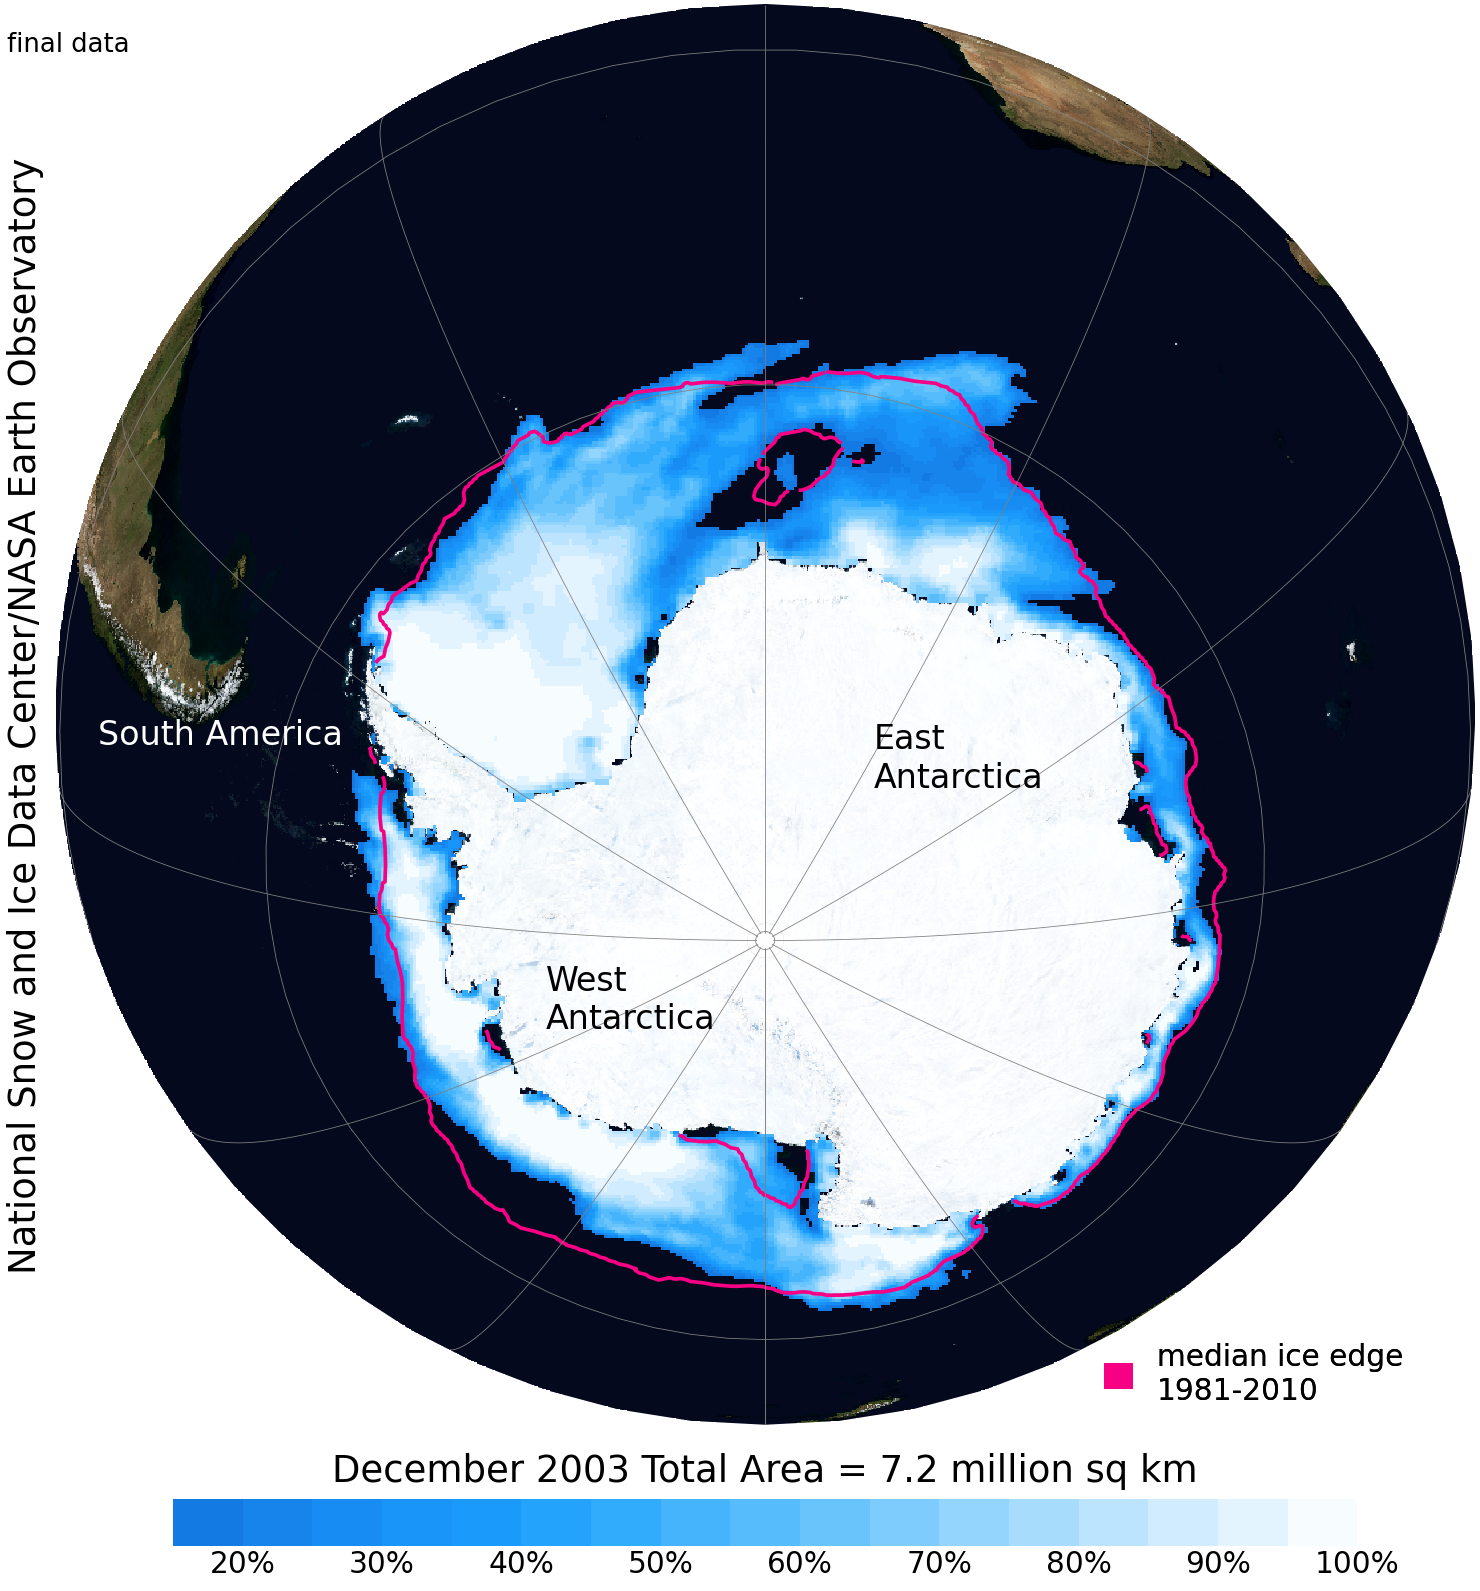 final data
National Snow and Ice Data Center/NASA Earth Observatory
South America
East
Antarctica
West
Antarctica
median ice edge
1981-2010
December 2003 Total Area = 7.2 million sq km
20% 30% 40% 50% 60% 70% 80% 90% 100%